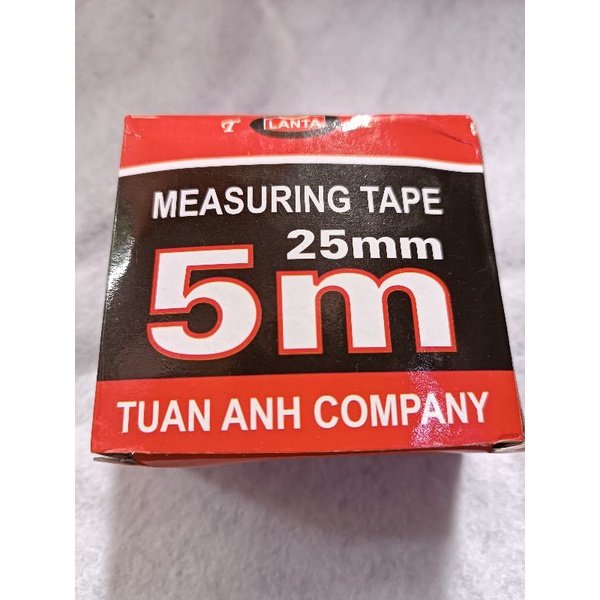 LANTA
MEASURING TAPE
25mm
5m
TUAN ANH COMPANY